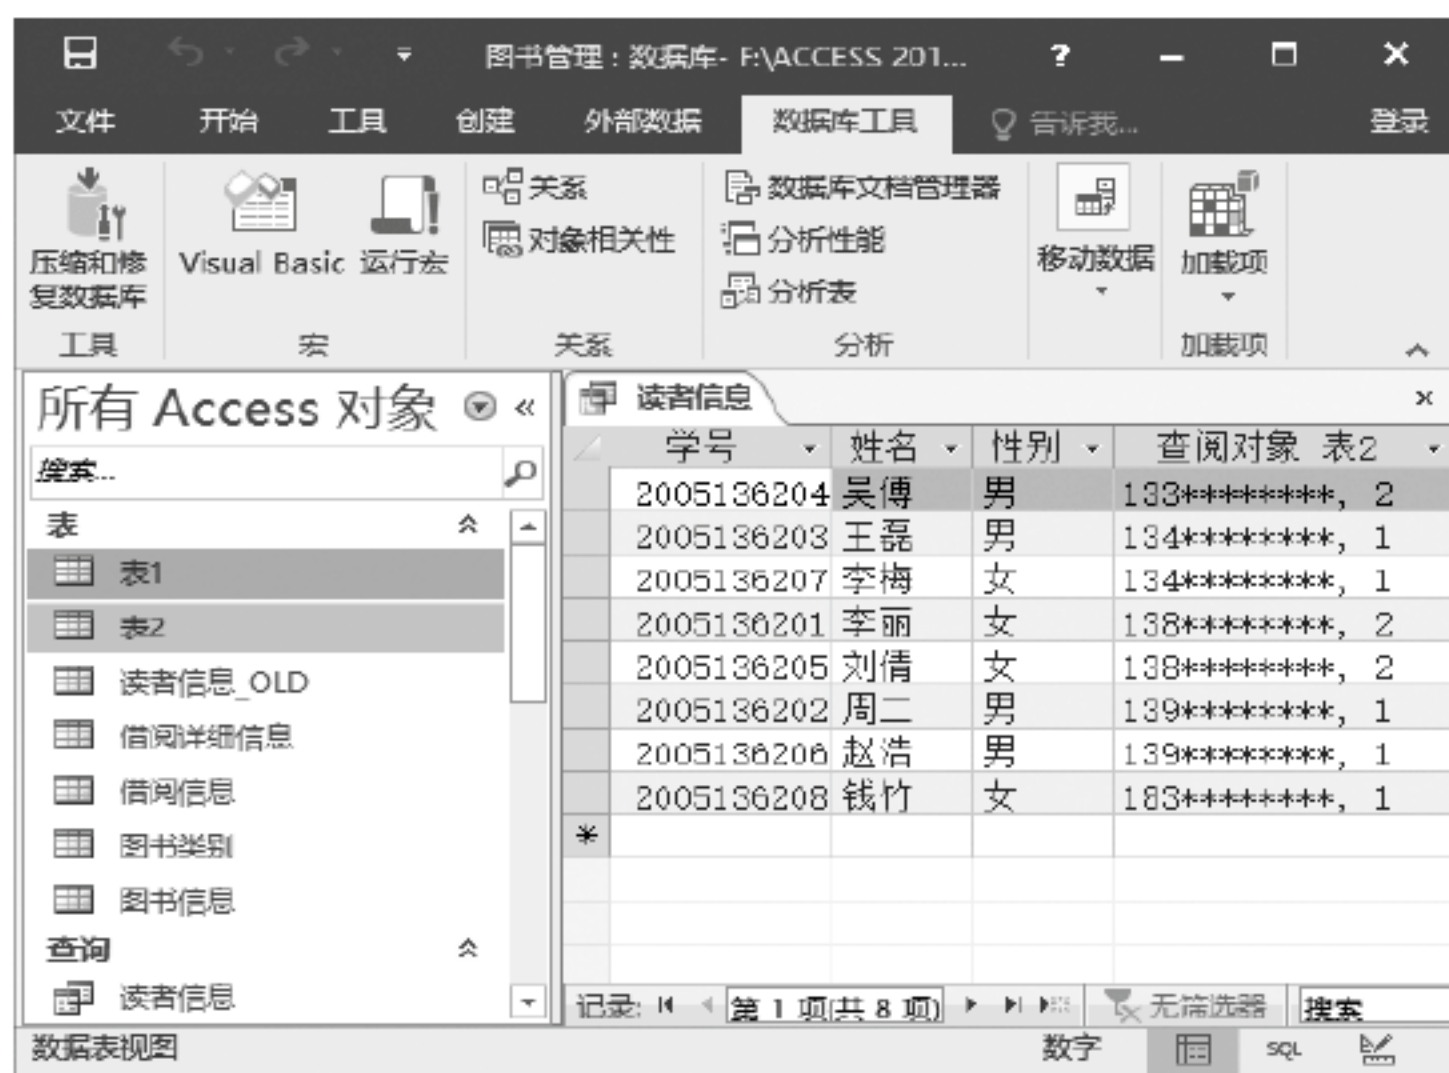 图书管理 : 数据库- F:\ACCESS 201... ?
文件 开始 工具 创建 外部数据 数据库工具 告诉我... 登录
压缩和修复数据库
Visual Basic 运行宏
关系
对象相关性
数据库文档管理器
分析性能
分析表
移动数据
加载项
工具 宏 关系 分析 加载项
所有 Access 对象 «
搜索...
表
表1
表2
读者信息_OLD
借阅详细信息
借阅信息
图书类别
图书信息
查询
读者信息
读者信息 ×
学号 姓名 性别 查阅对象 表2
2005136204 吴傅 男 133********, 2
2005136203 王磊 男 134********, 1
2005136207 李梅 女 134********, 1
2005136201 李丽 女 138********, 2
2005136205 刘倩 女 138********, 2
2005136202 周二 男 139********, 1
2005136206 赵浩 男 139********, 1
2005136208 钱竹 女 183********, 1
*
记录: 第 1 项(共 8 项) 无筛选器 搜索
数据表视图 数字 SQL